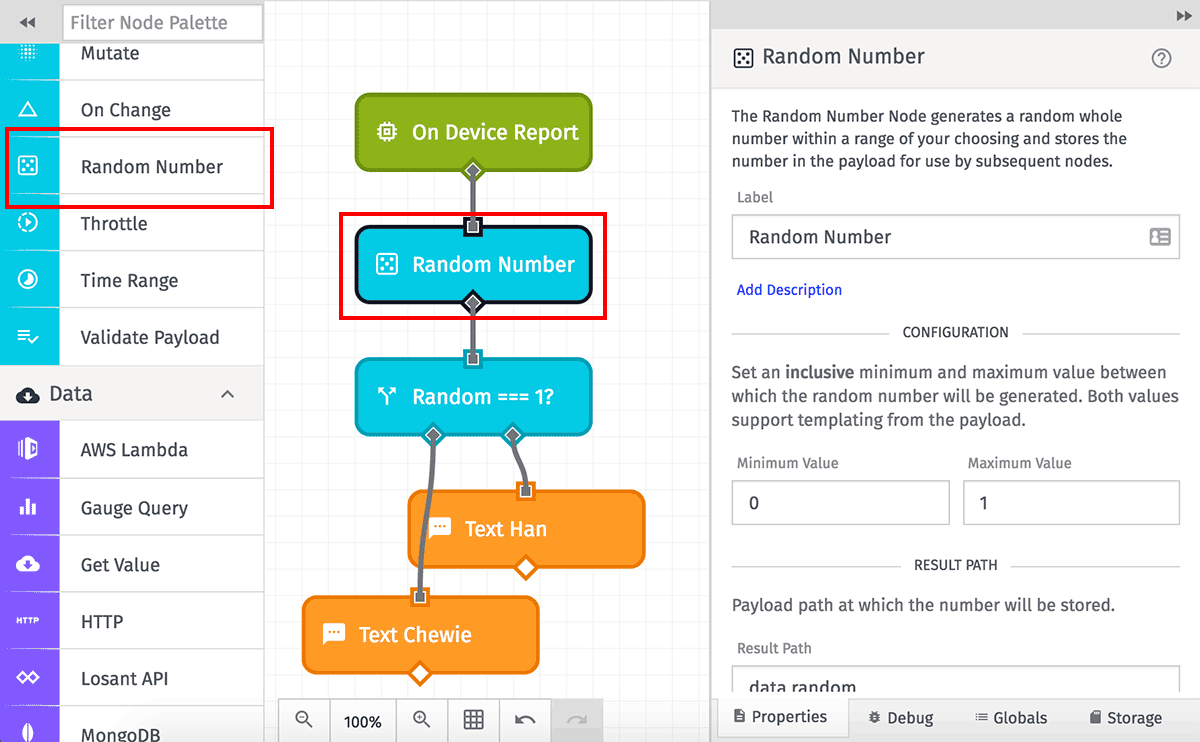 Filter Node Palette
Mutate
On Change
Random Number
Throttle
Time Range
Validate Payload
Data
AWS Lambda
Gauge Query
Get Value
HTTP
HTTP
Losant API
MongoDB
On Device Report
Random Number
Random === 1?
Text Han
Text Chewie
100%
Random Number
?
The Random Number Node generates a random whole
number within a range of your choosing and stores the
number in the payload for use by subsequent nodes.
Label
Random Number
Add Description
CONFIGURATION
Set an inclusive minimum and maximum value between
which the random number will be generated. Both values
support templating from the payload.
Minimum Value
Maximum Value
0
1
RESULT PATH
Payload path at which the number will be stored.
Result Path
data.random
Properties
Debug
Globals
Storage